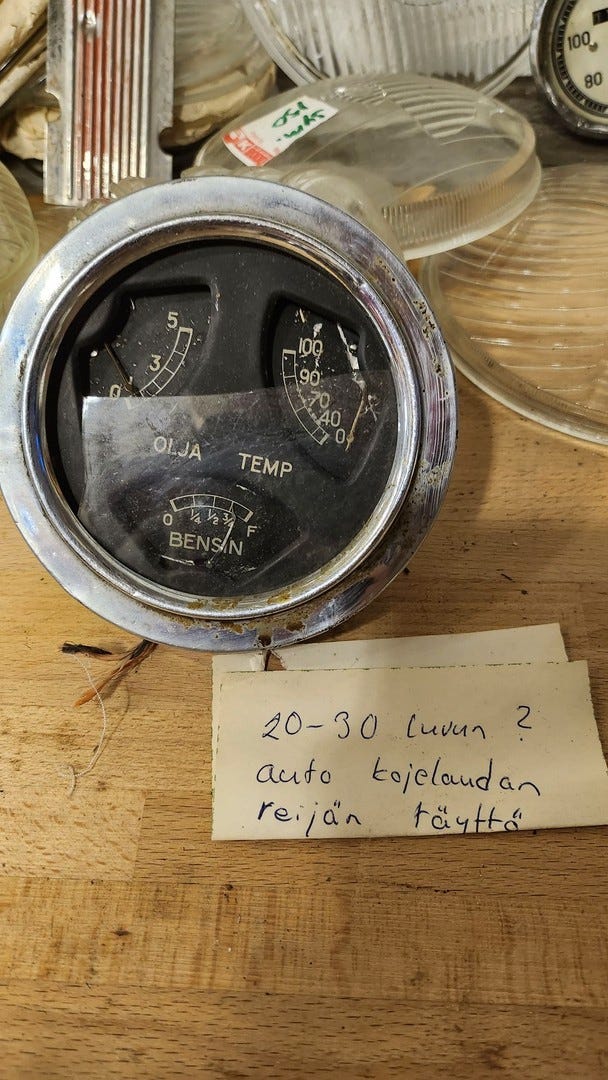 100
80
5
3
0
100
90
70
40
0
OLJA TEMP
0 ¼ ½ ¾ F
BENSIN
20-30 luvun ?
auto kojelaudan
reijän täyttö